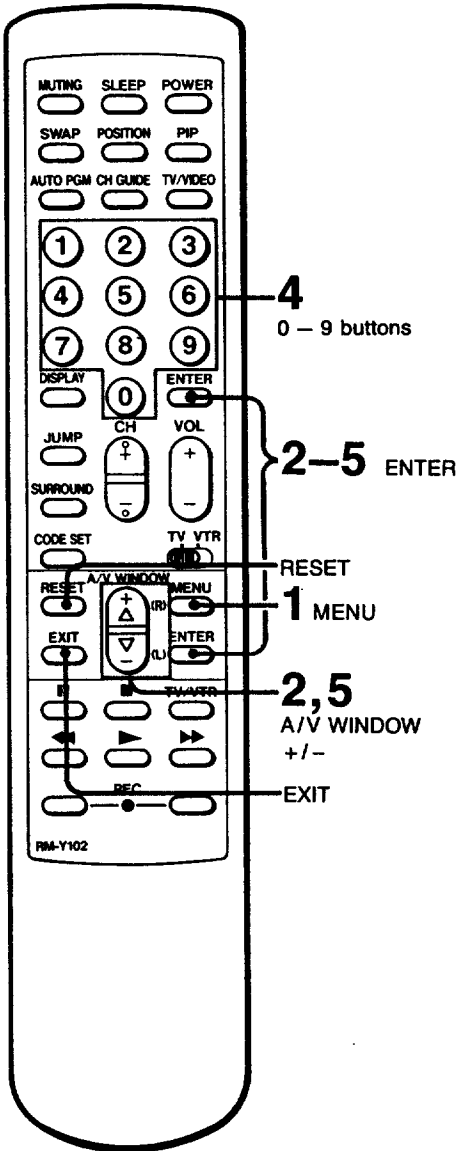 MUTING SLEEP POWER
SWAP POSITION PIP
AUTO PGM CH GUIDE TV/VIDEO
1 2 3
4 5 6
4
0 – 9 buttons
7 8 9
DISPLAY 0 ENTER
CH VOL
JUMP + +
2–5 ENTER
SURROUND – –
CODE SET TV VTR
RESET
A/V WINDOW
RESET + (R) MENU
1 MENU
EXIT – (L) ENTER
2,5
A/V WINDOW
+/–
TV/VTR
EXIT
REC
RM-Y102